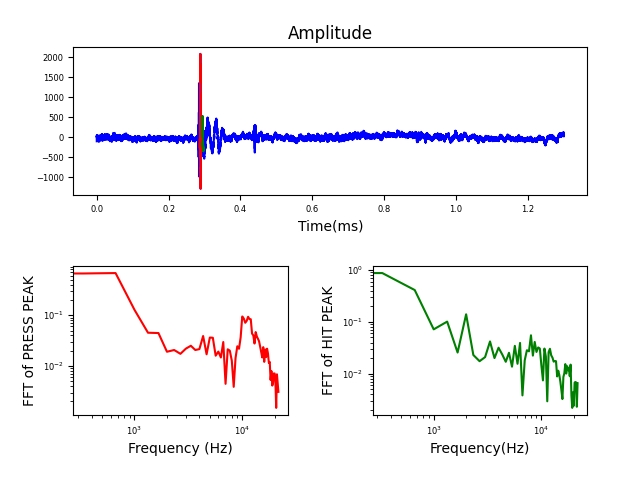 Amplitude
2000
1500
1000
500
0
−500
−1000
0.0 0.2 0.4 0.6 0.8 1.0 1.2
Time(ms)
FFT of PRESS PEAK
10⁻¹
10⁻²
10³ 10⁴
Frequency (Hz)
FFT of HIT PEAK
10⁰
10⁻¹
10⁻²
10³ 10⁴
Frequency(Hz)